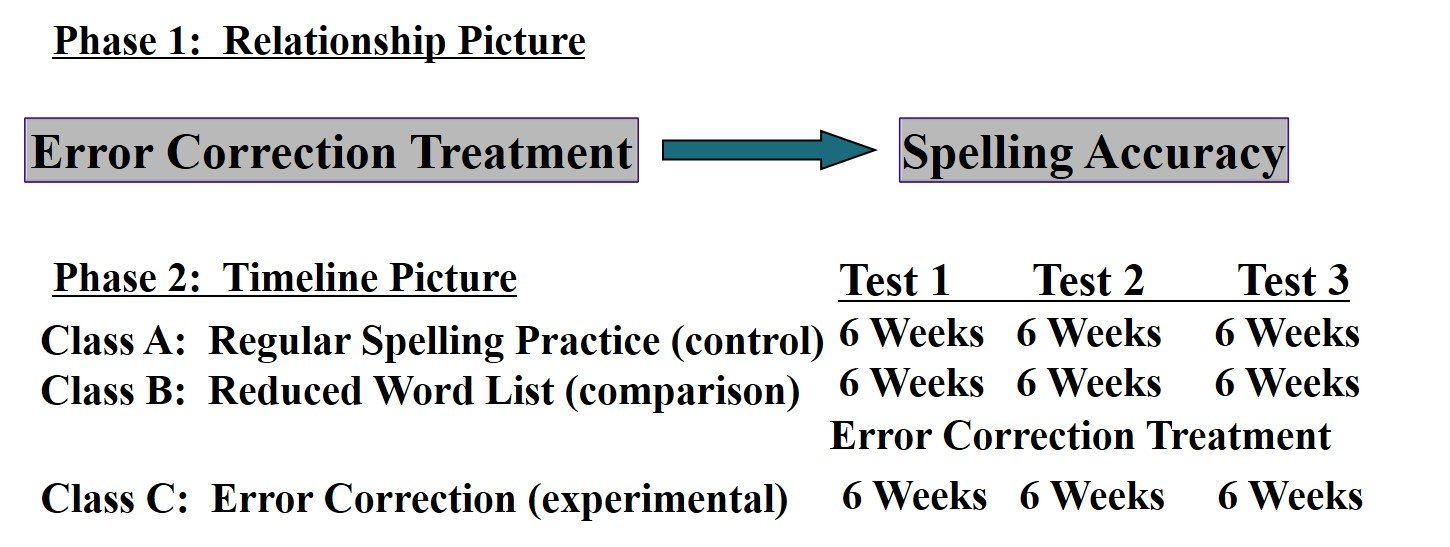 Phase 1: Relationship Picture
Error Correction Treatment
Spelling Accuracy
Phase 2: Timeline Picture
Test 1 Test 2 Test 3
Class A: Regular Spelling Practice (control) 6 Weeks 6 Weeks 6 Weeks
Class B: Reduced Word List (comparison) 6 Weeks 6 Weeks 6 Weeks
Error Correction Treatment
Class C: Error Correction (experimental) 6 Weeks 6 Weeks 6 Weeks